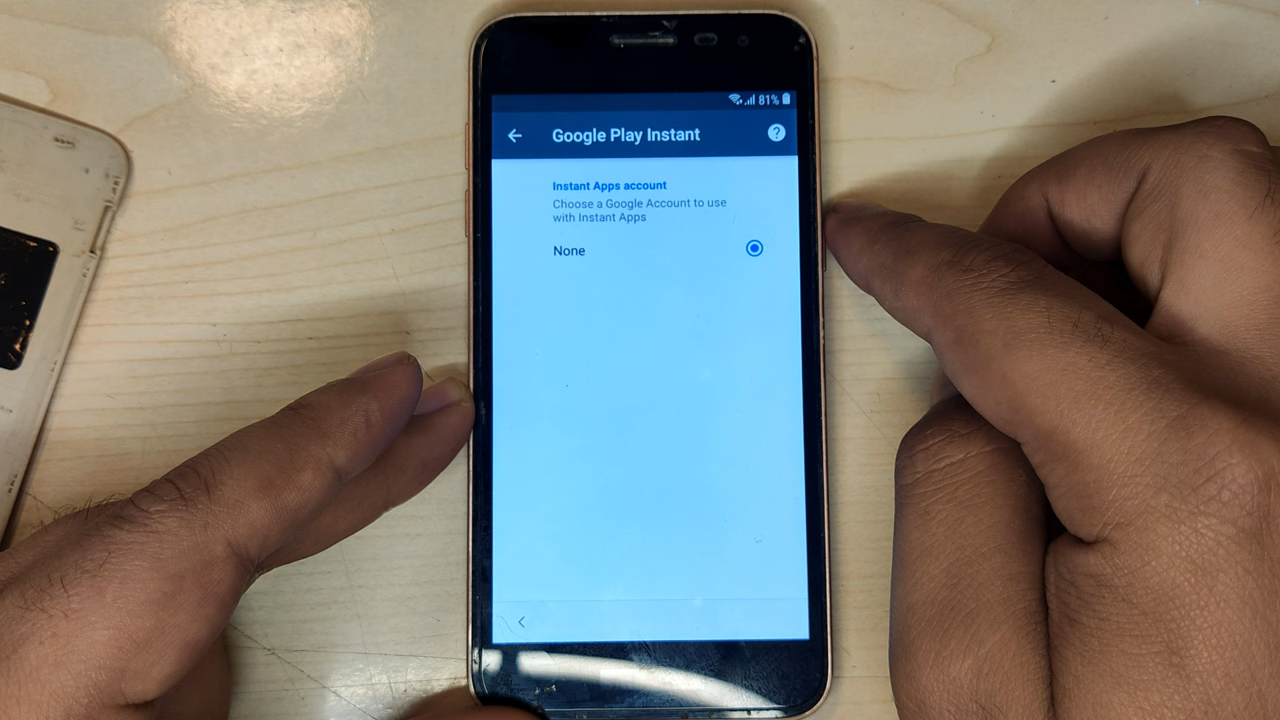 81%
Google Play Instant
?
Instant Apps account
Choose a Google Account to use
with Instant Apps
None